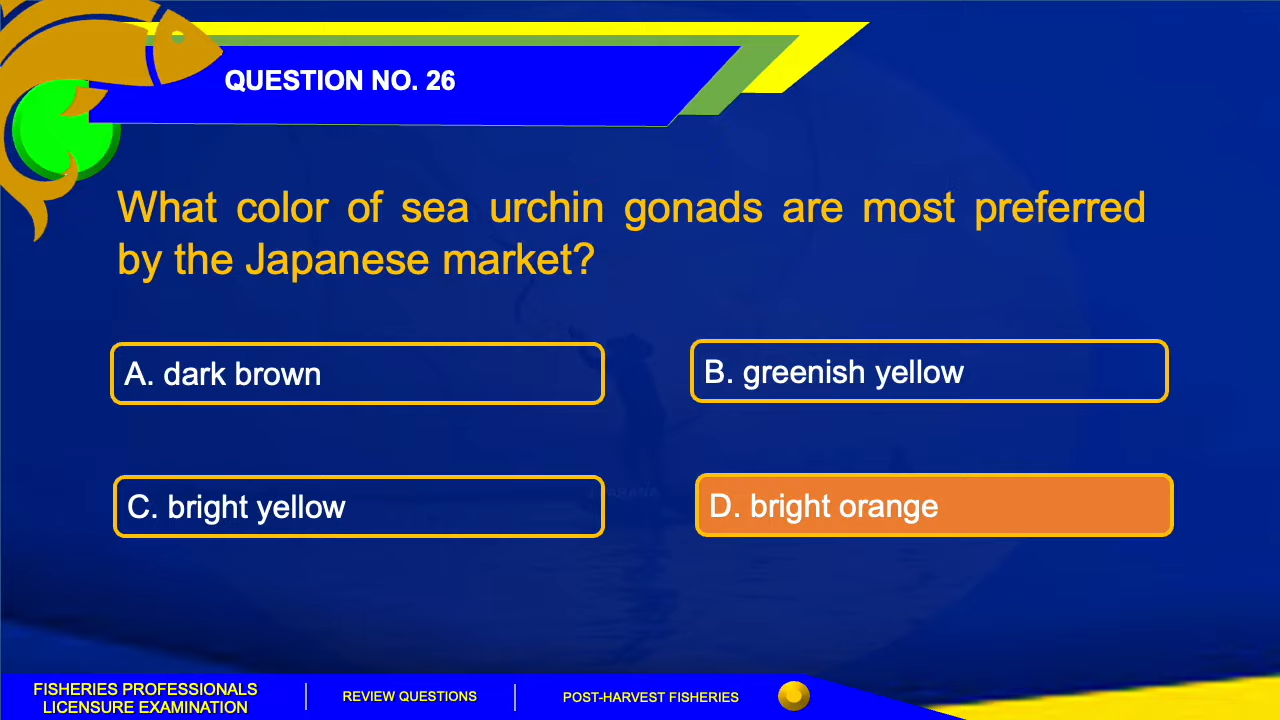 QUESTION NO. 26
What color of sea urchin gonads are most preferred
by the Japanese market?
A. dark brown
B. greenish yellow
C. bright yellow
D. bright orange
FISHERIES PROFESSIONALS
LICENSURE EXAMINATION
REVIEW QUESTIONS
POST-HARVEST FISHERIES